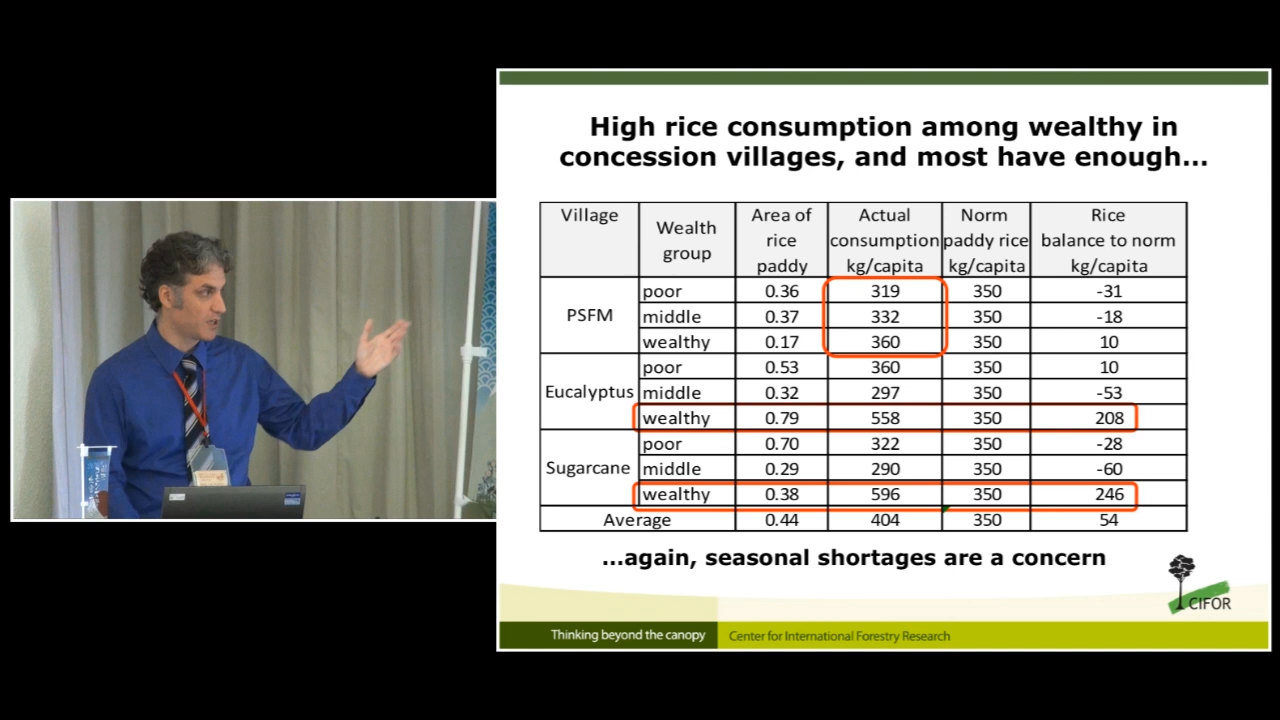 High rice consumption among wealthy in
concession villages, and most have enough...
Village Wealth group Area of rice paddy Actual consumption kg/capita Norm paddy rice kg/capita Rice balance to norm kg/capita
PSFM poor 0.36 319 350 -31
middle 0.37 332 350 -18
wealthy 0.17 360 350 10
Eucalyptus poor 0.53 360 350 10
middle 0.32 297 350 -53
wealthy 0.79 558 350 208
Sugarcane poor 0.70 322 350 -28
middle 0.29 290 350 -60
wealthy 0.38 596 350 246
Average 0.44 404 350 54
...again, seasonal shortages are a concern
CIFOR
Thinking beyond the canopy Center for International Forestry Research